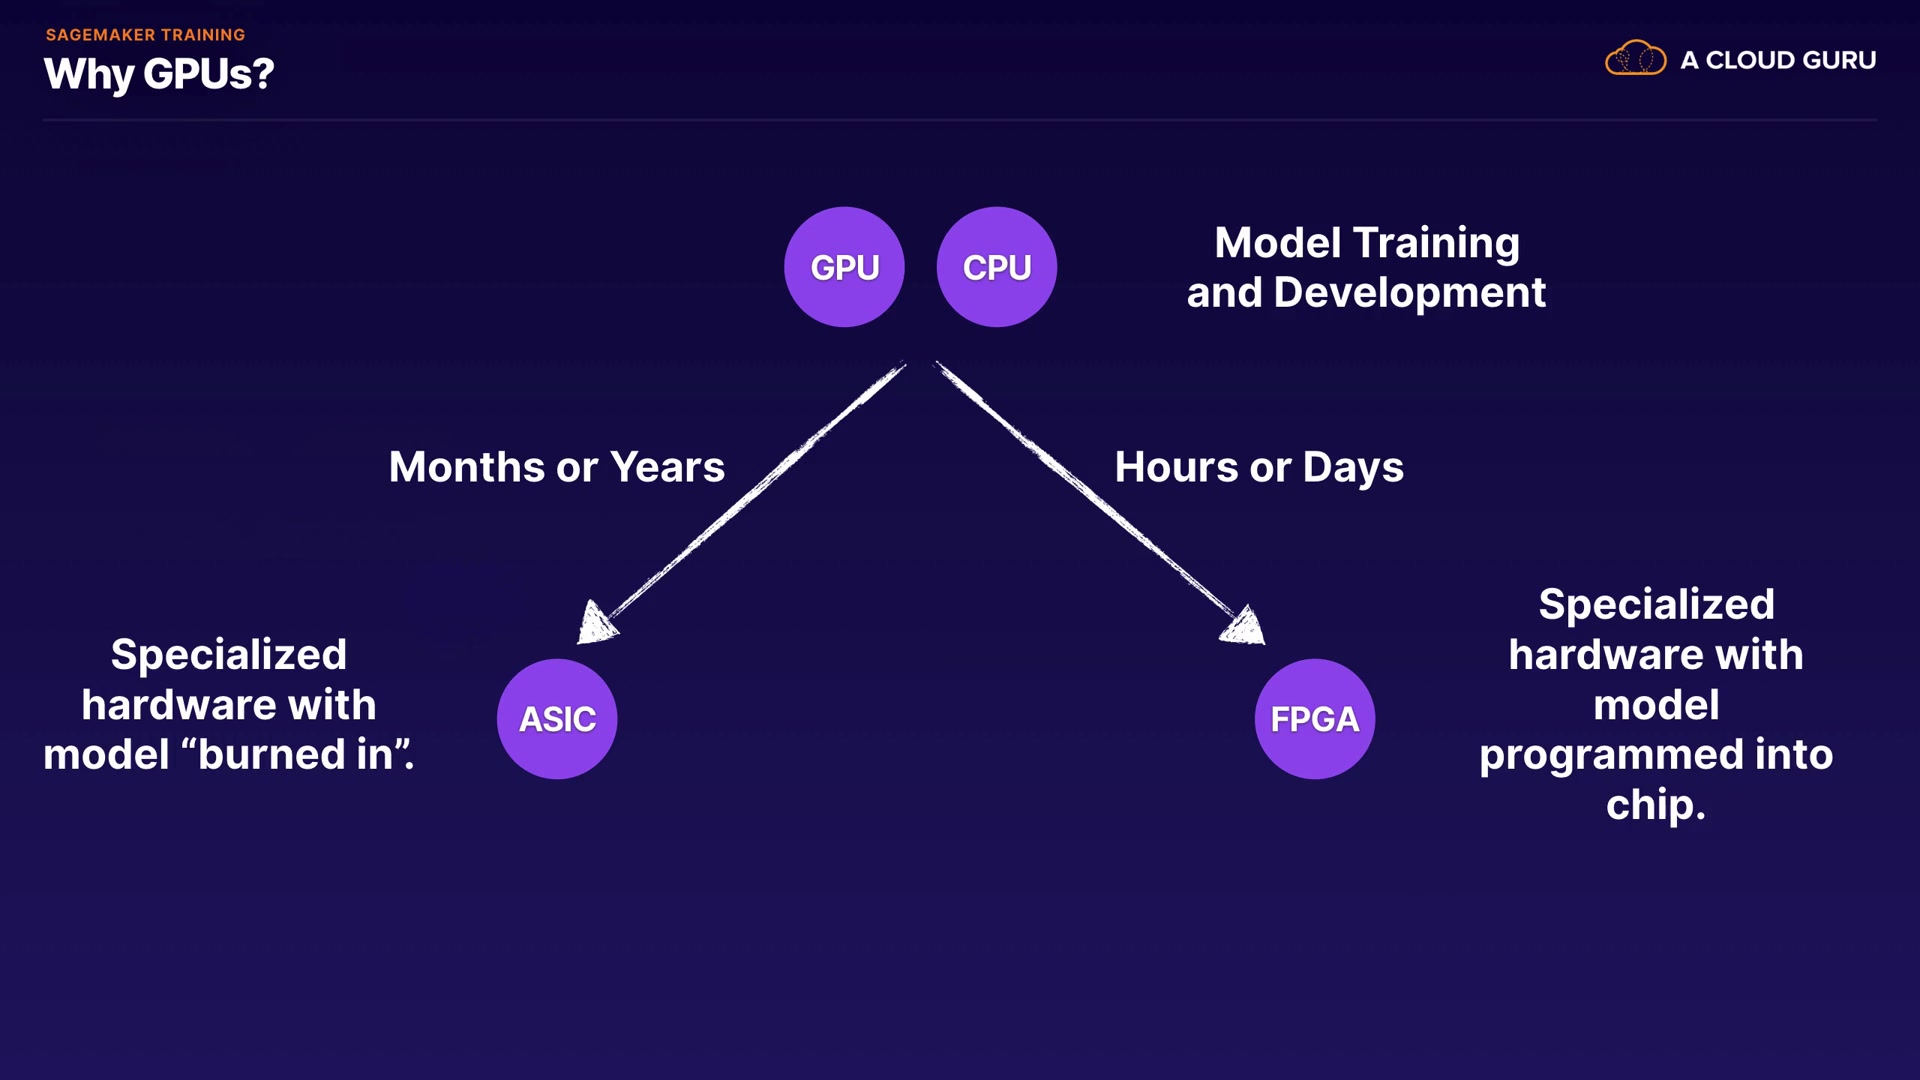 SAGEMAKER TRAINING
Why GPUs?
A CLOUD GURU
GPU
CPU
Model Training
and Development
Months or Years
Hours or Days
Specialized
hardware with
model “burned in”.
ASIC
FPGA
Specialized
hardware with
model
programmed into
chip.